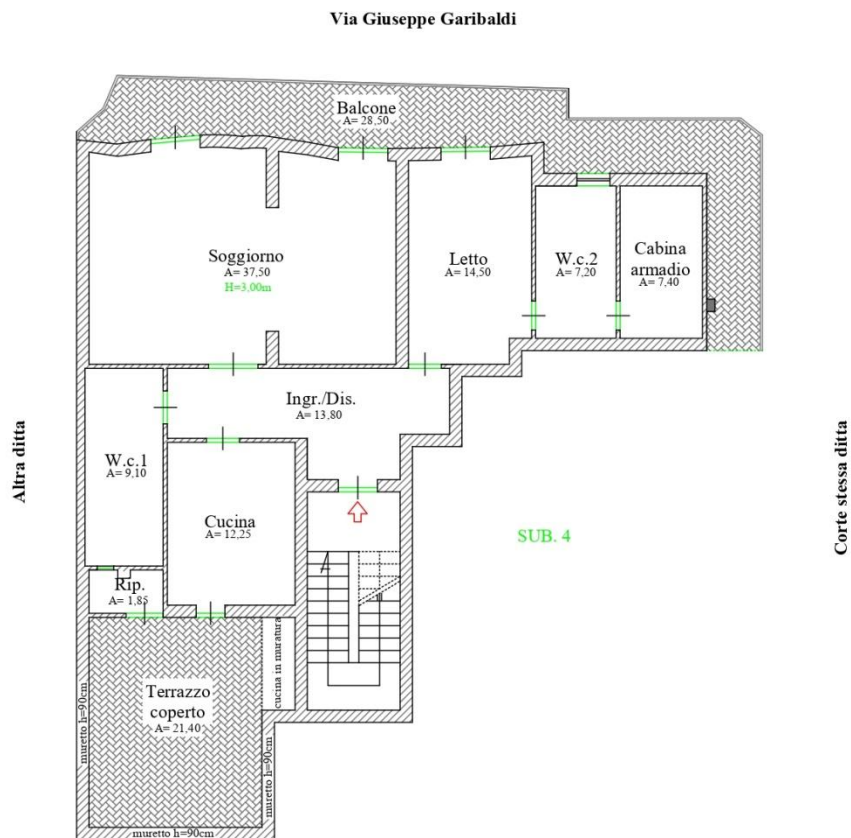 Via Giuseppe Garibaldi
Balcone
A= 28,50
Soggiorno
A= 37,50
H=3,00m
Letto
A= 14,50
W.c.2
A= 7,20
Cabina
armadio
A= 7,40
Ingr./Dis.
A= 13,80
W.c.1
A= 9,10
Cucina
A= 12,25
Altra ditta
Corte stessa ditta
SUB. 4
Rip.
A= 1,85
cucina in muratura
Terrazzo
coperto
A= 21,40
muretto h=90cm
muretto h=90cm
muretto h=90cm